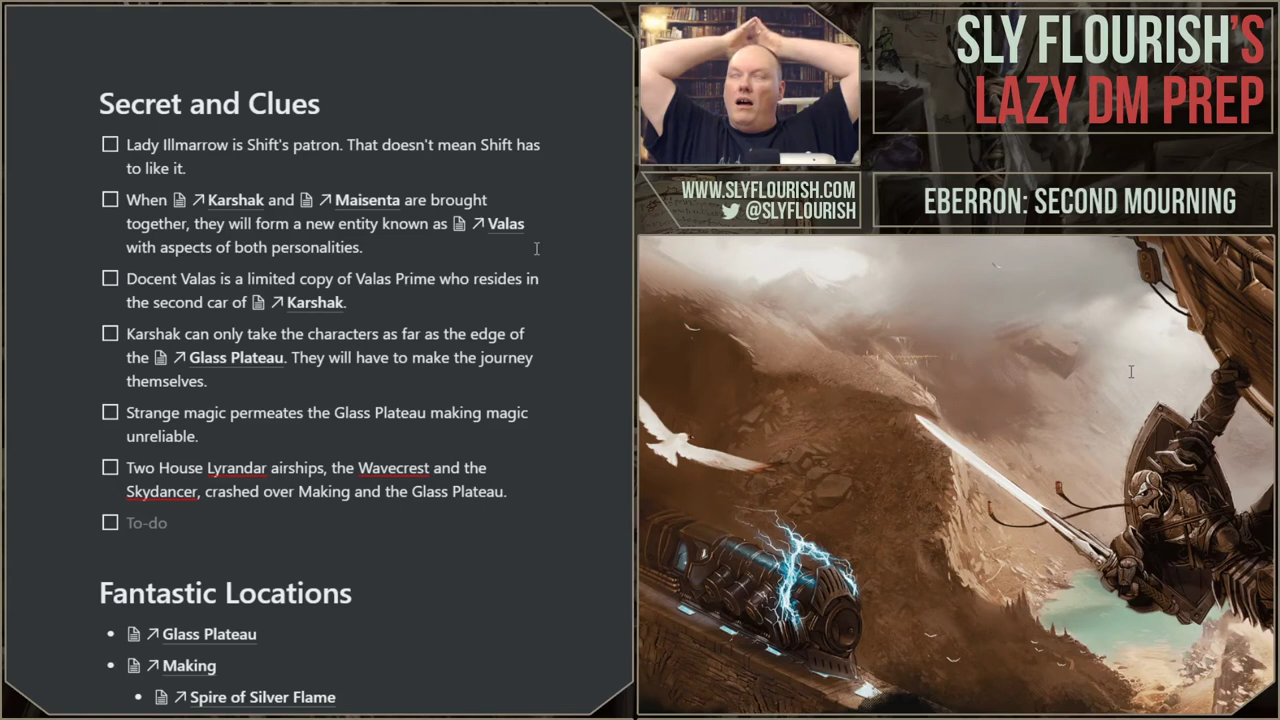 Secret and Clues
Lady Illmarrow is Shift's patron. That doesn't mean Shift has
to like it.
When Karshak and Maisenta are brought
together, they will form a new entity known as Valas
with aspects of both personalities.
Docent Valas is a limited copy of Valas Prime who resides in
the second car of Karshak.
Karshak can only take the characters as far as the edge of
the Glass Plateau. They will have to make the journey
themselves.
Strange magic permeates the Glass Plateau making magic
unreliable.
Two House Lyrandar airships, the Wavecrest and the
Skydancer, crashed over Making and the Glass Plateau.
To-do
Fantastic Locations
Glass Plateau
Making
Spire of Silver Flame
SLY FLOURISH'S
LAZY DM PREP
WWW.SLYFLOURISH.COM
@SLYFLOURISH
EBERRON: SECOND MOURNING